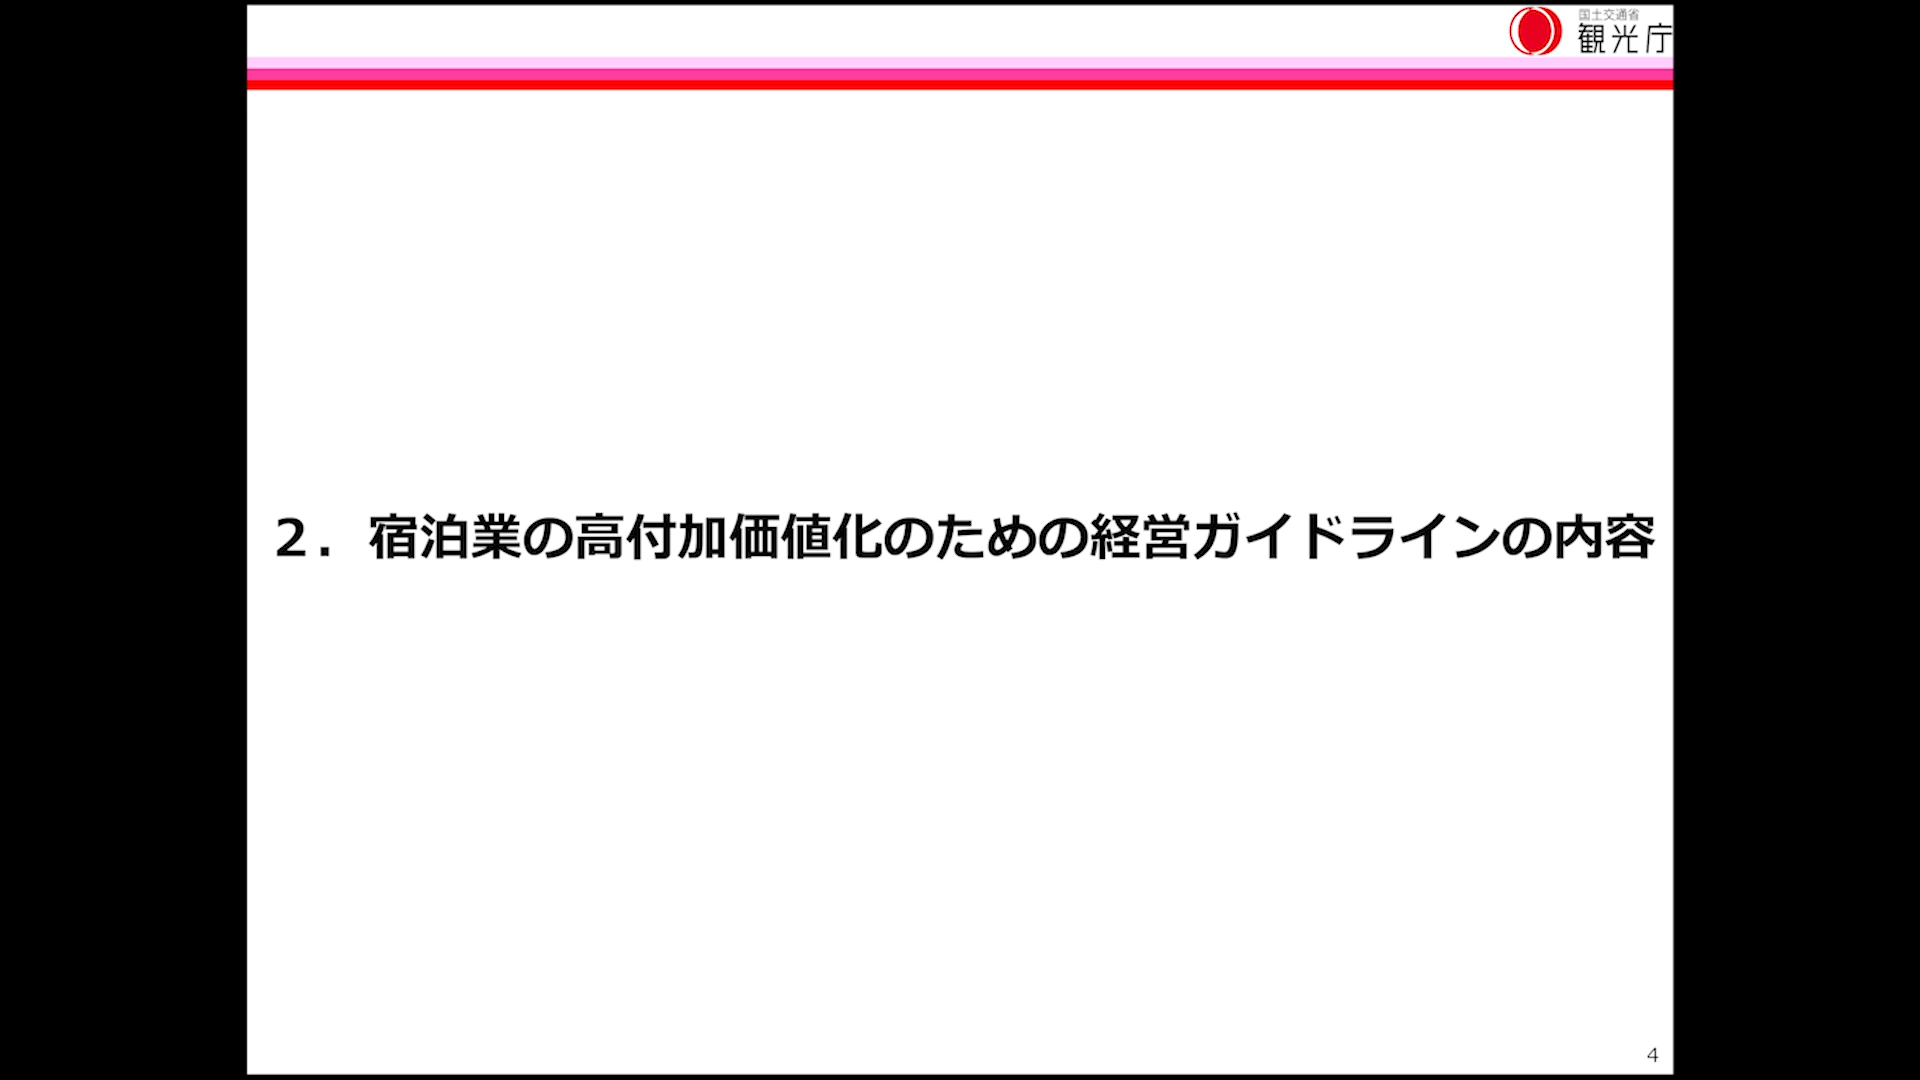 国土交通省
観光庁
２．宿泊業の高付加価値化のための経営ガイドラインの内容
4